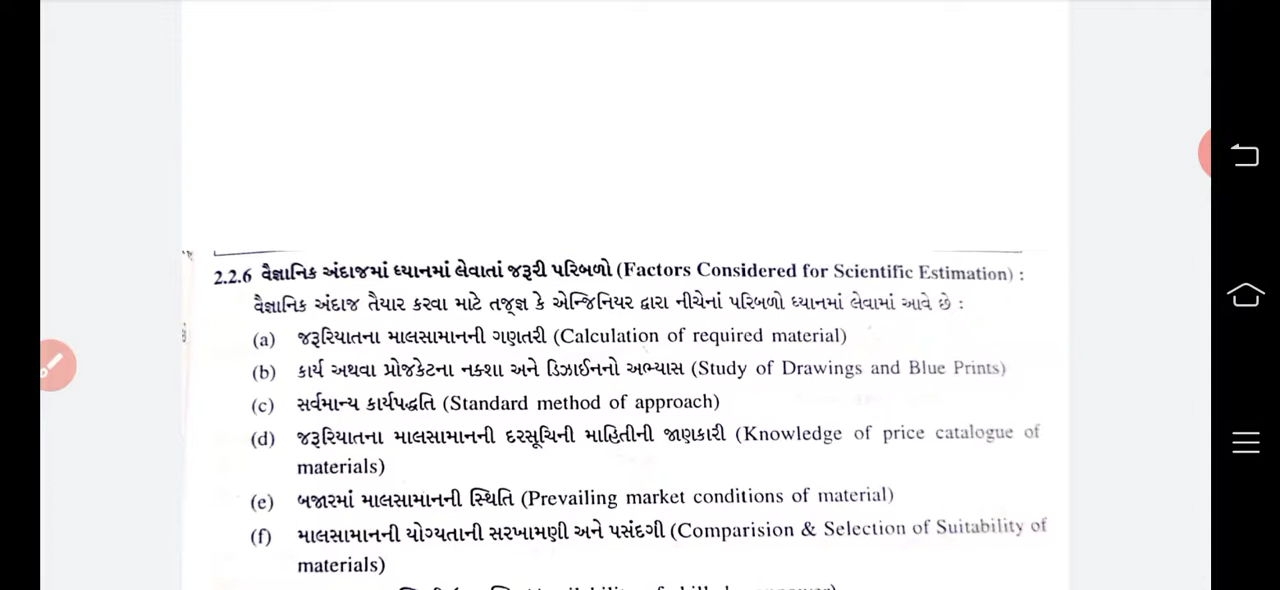 2.2.6 વૈજ્ઞાનિક અંદાજમાં ધ્યાનમાં લેવાતાં જરૂરી પરિબળો (Factors Considered for Scientific Estimation) :
વૈજ્ઞાનિક અંદાજ તૈયાર કરવા માટે તજ્જ્ઞ કે એન્જિનિયર દ્વારા નીચેનાં પરિબળો ધ્યાનમાં લેવામાં આવે છે :
(a) જરૂરિયાતના માલસામાનની ગણતરી (Calculation of required material)
(b) કાર્ય અથવા પ્રોજકેટના નકશા અને ડિઝાઈનનો અભ્યાસ (Study of Drawings and Blue Prints)
(c) સર્વમાન્ય કાર્યપદ્ધતિ (Standard method of approach)
(d) જરૂરિયાતના માલસામાનની દરસૂચિની માહિતીની જાણકારી (Knowledge of price catalogue of
materials)
(e) બજારમાં માલસામાનની સ્થિતિ (Prevailing market conditions of material)
(f) માલસામાનની યોગ્યતાની સરખામણી અને પસંદગી (Comparision & Selection of Suitability of
materials)